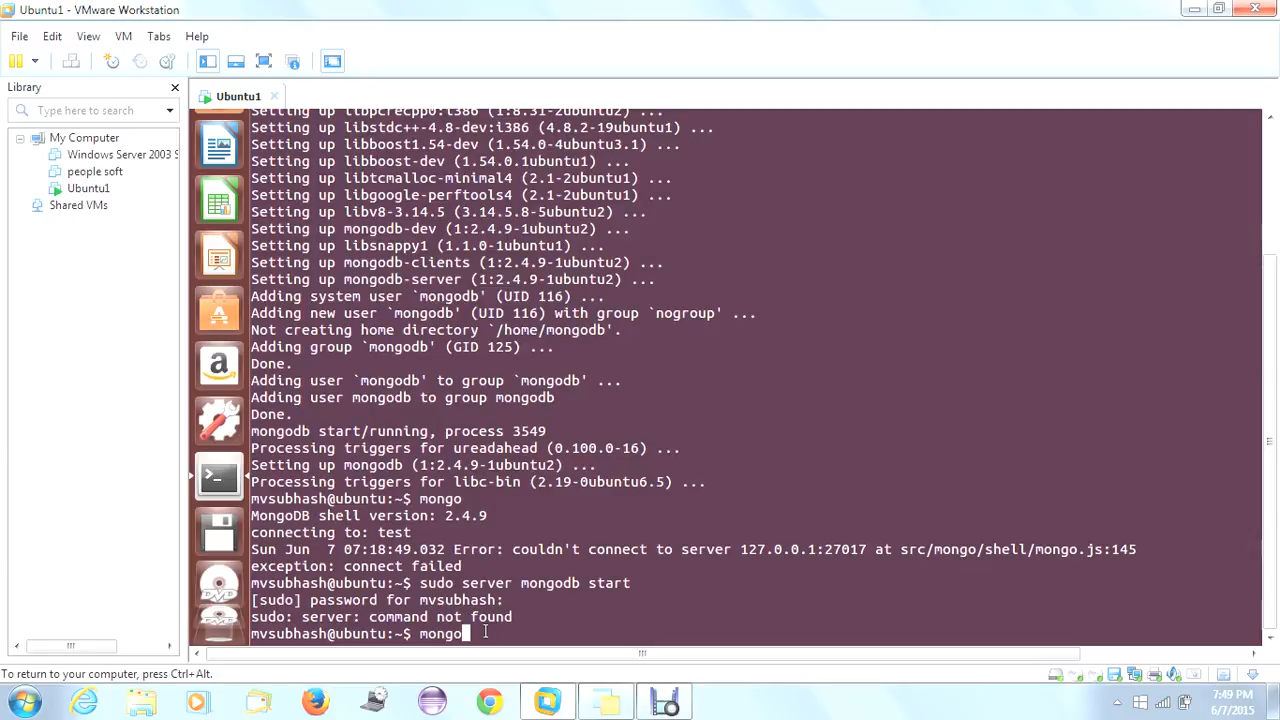 Ubuntu1 - VMware Workstation
File Edit View VM Tabs Help
Library
Type here to search
My Computer
Windows Server 2003 S
people soft
Ubuntu1
Shared VMs
Ubuntu1
Setting up libpcrecpp0:i386 (1:8.31-2ubuntu2) ...
Setting up libstdc++-4.8-dev:i386 (4.8.2-19ubuntu1) ...
Setting up libboost1.54-dev (1.54.0-4ubuntu3.1) ...
Setting up libboost-dev (1.54.0.1ubuntu1) ...
Setting up libtcmalloc-minimal4 (2.1-2ubuntu1) ...
Setting up libgoogle-perftools4 (2.1-2ubuntu1) ...
Setting up libv8-3.14.5 (3.14.5.8-5ubuntu2) ...
Setting up mongodb-dev (1:2.4.9-1ubuntu2) ...
Setting up libsnappy1 (1.1.0-1ubuntu1) ...
Setting up mongodb-clients (1:2.4.9-1ubuntu2) ...
Setting up mongodb-server (1:2.4.9-1ubuntu2) ...
Adding system user `mongodb' (UID 116) ...
Adding new user `mongodb' (UID 116) with group `nogroup' ...
Not creating home directory `/home/mongodb'.
Adding group `mongodb' (GID 125) ...
Done.
Adding user `mongodb' to group `mongodb' ...
Adding user mongodb to group mongodb
Done.
mongodb start/running, process 3549
Processing triggers for ureadahead (0.100.0-16) ...
Setting up mongodb (1:2.4.9-1ubuntu2) ...
Processing triggers for libc-bin (2.19-0ubuntu6.5) ...
mvsubhash@ubuntu:~$ mongo
MongoDB shell version: 2.4.9
connecting to: test
Sun Jun  7 07:18:49.032 Error: couldn't connect to server 127.0.0.1:27017 at src/mongo/shell/mongo.js:145
exception: connect failed
mvsubhash@ubuntu:~$ sudo server mongodb start
[sudo] password for mvsubhash:
sudo: server: command not found
mvsubhash@ubuntu:~$ mongo
To return to your computer, press Ctrl+Alt.
7:49 PM
6/7/2015